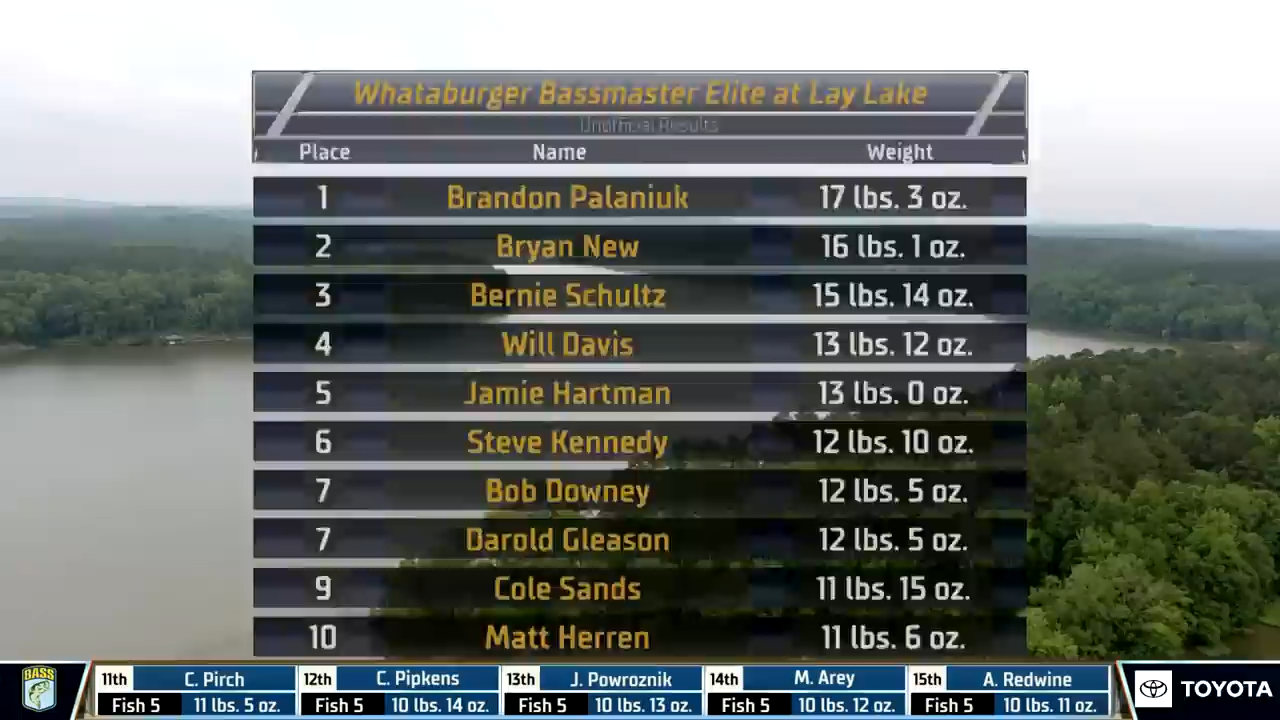 Whataburger Bassmaster Elite at Lay Lake
Unofficial Results
Place Name Weight
1 Brandon Palaniuk 17 lbs. 3 oz.
2 Bryan New 16 lbs. 1 oz.
3 Bernie Schultz 15 lbs. 14 oz.
4 Will Davis 13 lbs. 12 oz.
5 Jamie Hartman 13 lbs. 0 oz.
6 Steve Kennedy 12 lbs. 10 oz.
7 Bob Downey 12 lbs. 5 oz.
7 Darold Gleason 12 lbs. 5 oz.
9 Cole Sands 11 lbs. 15 oz.
10 Matt Herren 11 lbs. 6 oz.
BASS
11th C. Pirch 12th C. Pipkens 13th J. Powroznik 14th M. Arey 15th A. Redwine
Fish 5 11 lbs. 5 oz. Fish 5 10 lbs. 14 oz. Fish 5 10 lbs. 13 oz. Fish 5 10 lbs. 12 oz. Fish 5 10 lbs. 11 oz.
TOYOTA